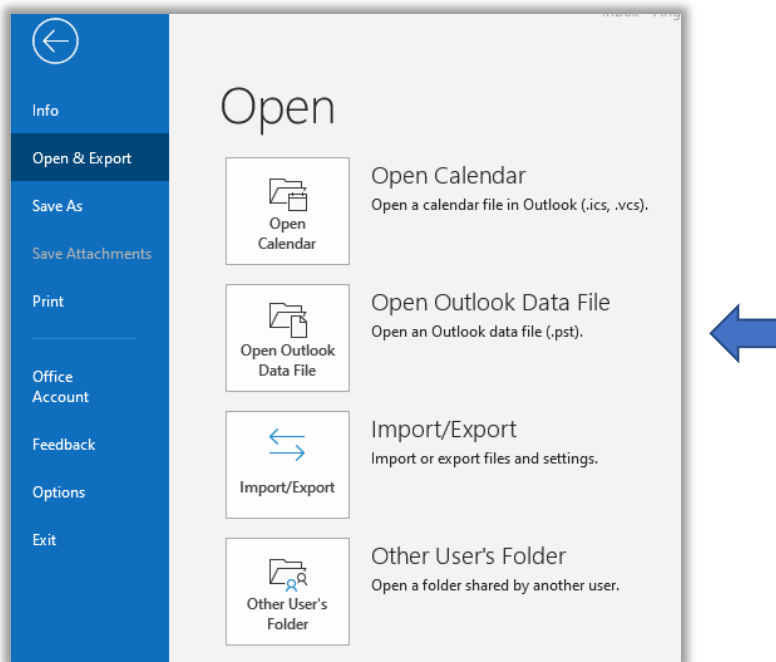 Info
Open & Export
Save As
Save Attachments
Print
Office
Account
Feedback
Options
Exit
Open
Open
Calendar
Open Calendar
Open a calendar file in Outlook (.ics, .vcs).
Open Outlook
Data File
Open Outlook Data File
Open an Outlook data file (.pst).
Import/Export
Import/Export
Import or export files and settings.
Other User's
Folder
Other User's Folder
Open a folder shared by another user.